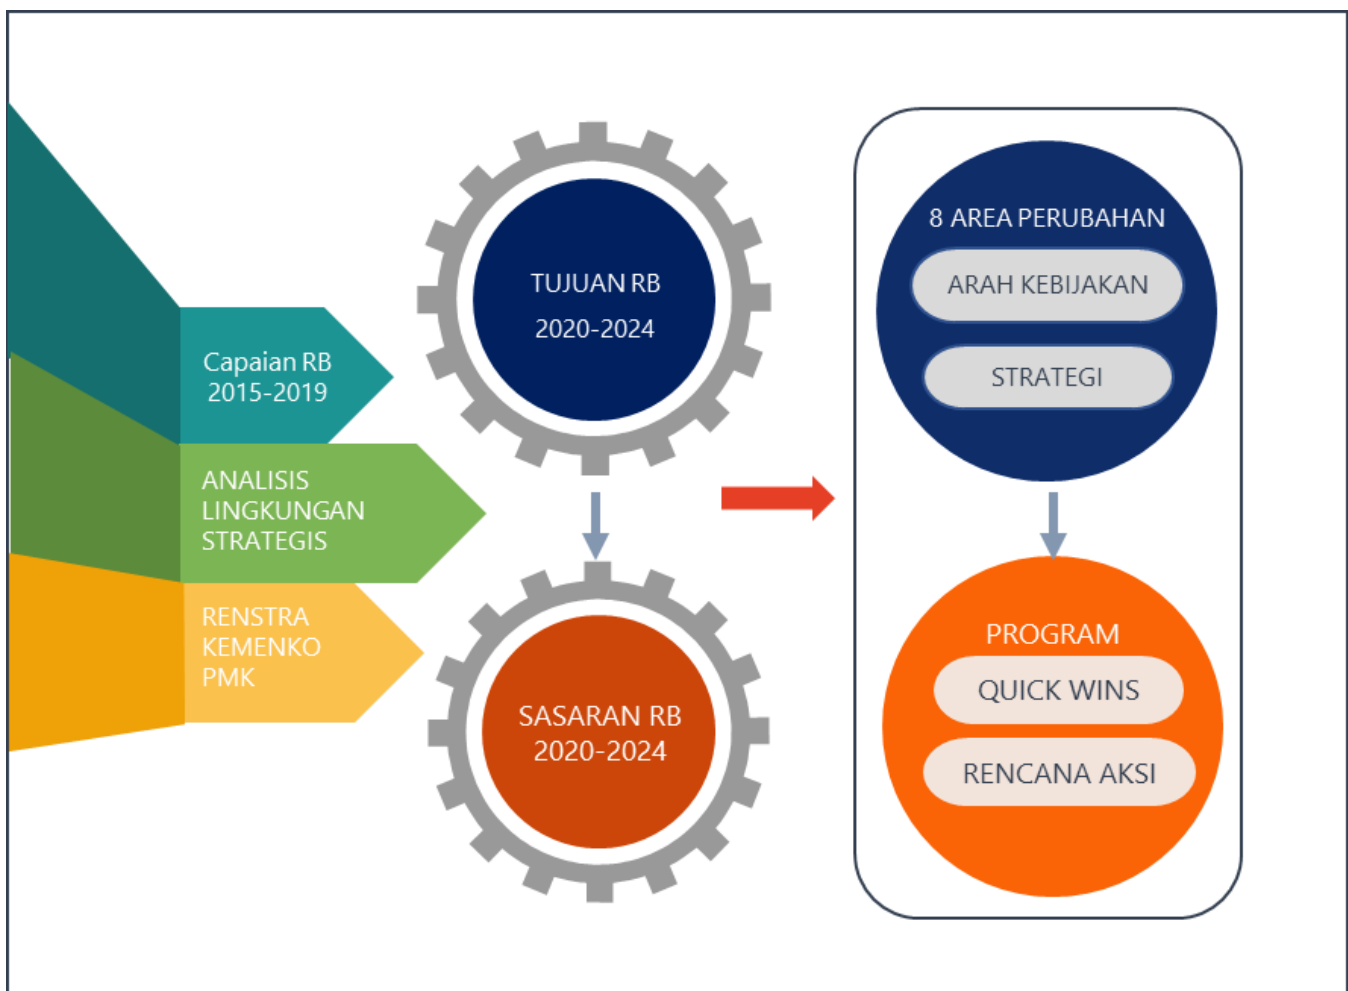 Capaian RB
2015-2019
ANALISIS
LINGKUNGAN
STRATEGIS
RENSTRA
KEMENKO
PMK
TUJUAN RB
2020-2024
SASARAN RB
2020-2024
8 AREA PERUBAHAN
ARAH KEBIJAKAN
STRATEGI
PROGRAM
QUICK WINS
RENCANA AKSI